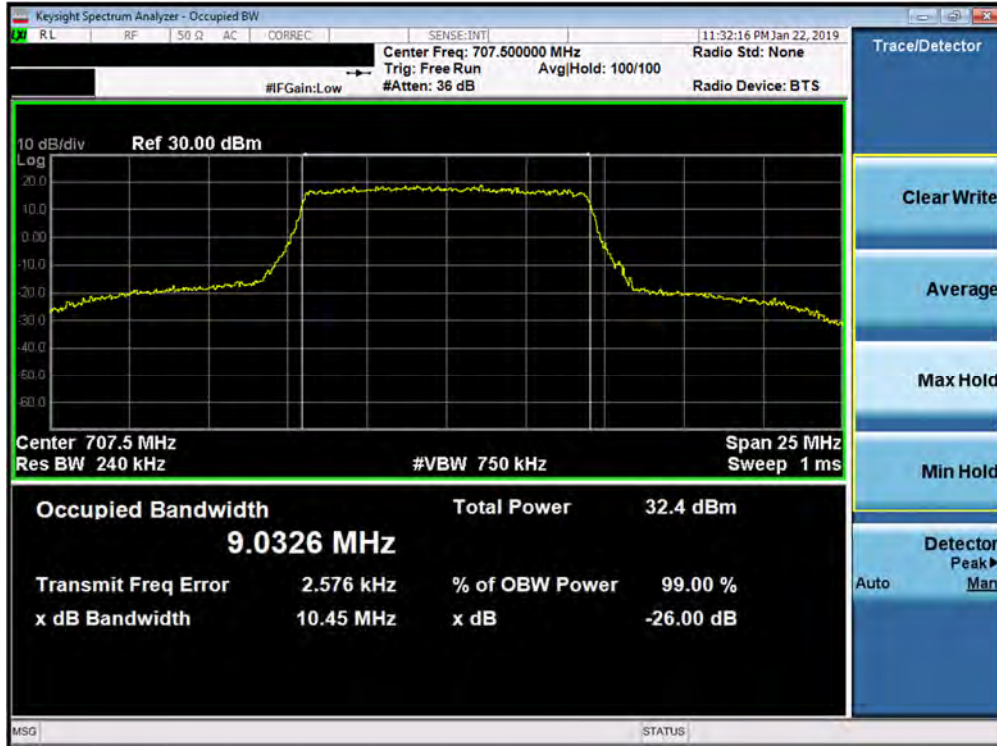 Keysight Spectrum Analyzer - Occupied BW
LXI RL RF 50 Ω AC CORREC SENSE:INT 11:32:16 PM Jan 22, 2019
Center Freq: 707.500000 MHz Radio Std: None
Trig: Free Run Avg|Hold: 100/100
#IFGain:Low #Atten: 36 dB Radio Device: BTS
10 dB/div Ref 30.00 dBm
Log
20.0
10.0
0.00
-10.0
-20.0
-30.0
-40.0
-50.0
-60.0
Center 707.5 MHz Span 25 MHz
Res BW 240 kHz #VBW 750 kHz Sweep 1 ms
Occupied Bandwidth Total Power 32.4 dBm
9.0326 MHz
Transmit Freq Error 2.576 kHz % of OBW Power 99.00 %
x dB Bandwidth 10.45 MHz x dB -26.00 dB
MSG STATUS
Trace/Detector
Clear Write
Average
Max Hold
Min Hold
Detector
Peak▶
Auto Man